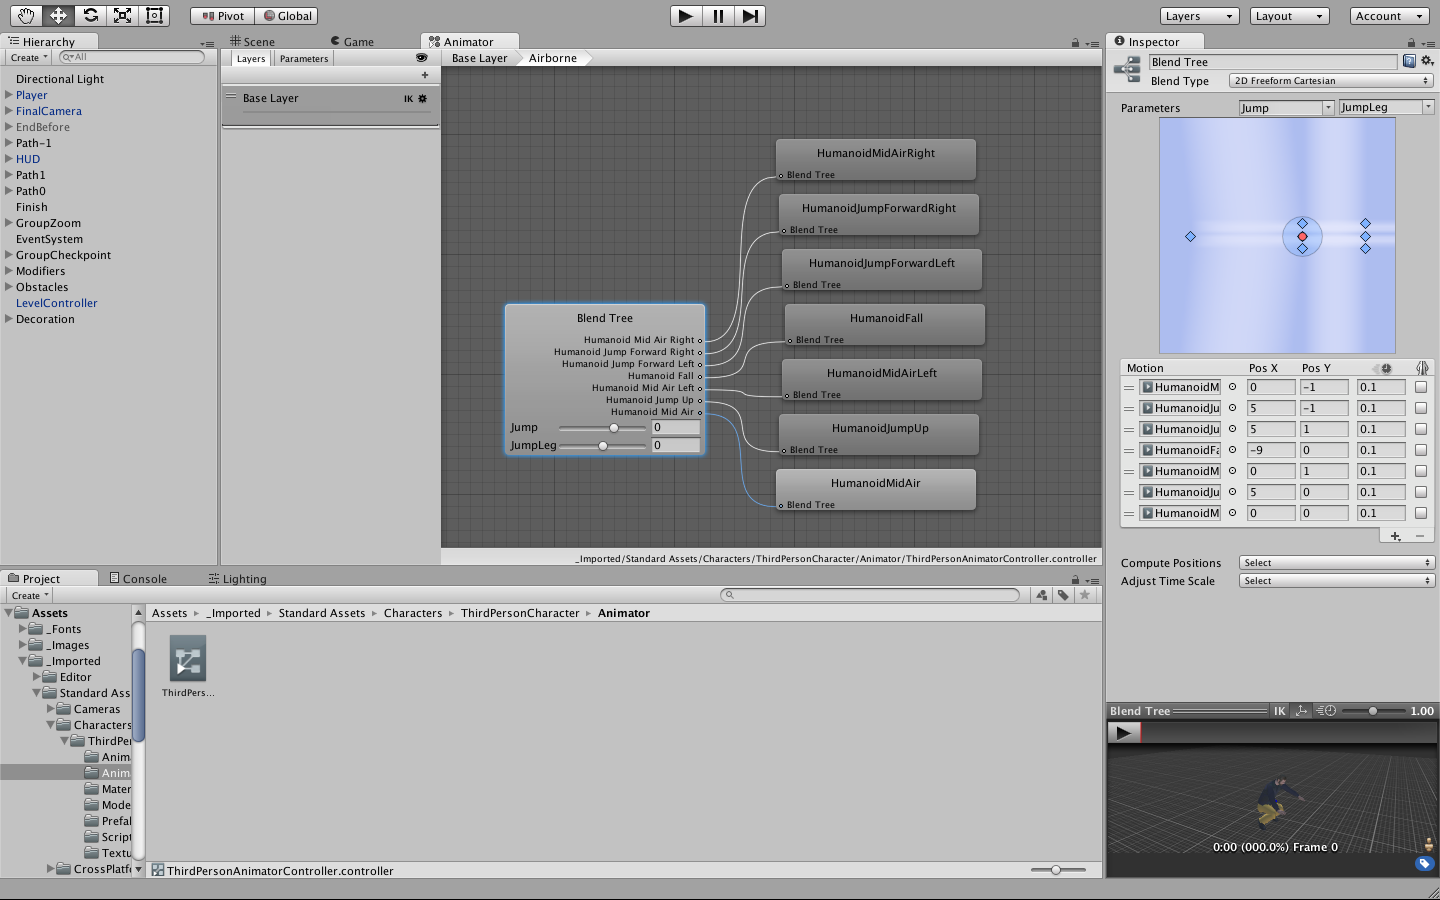 Pivot Global Layers Layout Account
Hierarchy
Create All
Directional Light
Player
FinalCamera
EndBefore
Path-1
HUD
Path1
Path0
Finish
GroupZoom
EventSystem
GroupCheckpoint
Modifiers
Obstacles
LevelController
Decoration
Scene Game Animator
Layers Parameters
Base Layer IK
Base Layer Airborne
HumanoidMidAirRight
Blend Tree
HumanoidJumpForwardRight
Blend Tree
HumanoidJumpForwardLeft
Blend Tree
HumanoidFall
Blend Tree
HumanoidMidAirLeft
Blend Tree
HumanoidJumpUp
Blend Tree
HumanoidMidAir
Blend Tree
Blend Tree
Humanoid Mid Air Right
Humanoid Jump Forward Right
Humanoid Jump Forward Left
Humanoid Fall
Humanoid Mid Air Left
Humanoid Jump Up
Humanoid Mid Air
Jump 0
JumpLeg 0
_Imported/Standard Assets/Characters/ThirdPersonCharacter/Animator/ThirdPersonAnimatorController.controller
Inspector
Blend Tree
Blend Type 2D Freeform Cartesian
Parameters Jump JumpLeg
Motion Pos X Pos Y
HumanoidM 0 -1 0.1
HumanoidJu 5 -1 0.1
HumanoidJu 5 1 0.1
HumanoidFa -9 0 0.1
HumanoidM 0 1 0.1
HumanoidJu 5 0 0.1
HumanoidM 0 0 0.1
Compute Positions Select
Adjust Time Scale Select
Blend Tree IK 1.00
0:00 (000.0%) Frame 0
Project Console Lighting
Create
Assets
_Fonts
_Images
_Imported
Editor
Standard Ass
Cameras
Characters
ThirdPer
Anim
Anim
Mater
Mode
Prefal
Script
Textu
CrossPlatf
Assets _Imported Standard Assets Characters ThirdPersonCharacter Animator
ThirdPers...
ThirdPersonAnimatorController.controller